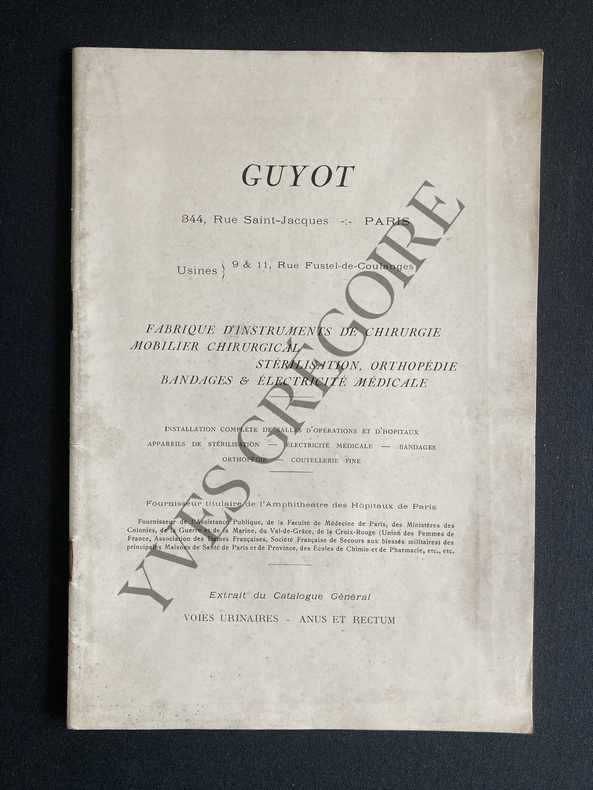 GUYOT
344, Rue Saint-Jacques -:- PARIS
Usines } 9 & 11, Rue Fustel-de-Coulanges
FABRIQUE D'INSTRUMENTS DE CHIRURGIE
MOBILIER CHIRURGICAL
STÉRILISATION, ORTHOPÉDIE
BANDAGES & ÉLECTRICITÉ MÉDICALE
INSTALLATION COMPLÈTE DE SALLES D'OPÉRATIONS ET D'HOPITAUX
APPAREILS DE STÉRILISATION — ÉLECTRICITÉ MÉDICALE — BANDAGES
ORTHOPÉDIE — COUTELLERIE FINE
Fournisseur titulaire de l'Amphithéâtre des Hôpitaux de Paris
Fournisseur de l'Assistance Publique, de la Faculté de Médecine de Paris, des Ministères des
Colonies, de la Guerre et de la Marine, du Val-de-Grâce, de la Croix-Rouge (Union des Femmes de
France, Association des Dames Françaises, Société Française de Secours aux blessés militaires) des
principales Maisons de Santé de Paris et de Province, des Ecoles de Chimie et de Pharmacie, etc., etc.
Extrait du Catalogue Général
VOIES URINAIRES - ANUS ET RECTUM
YVES GRÉGOIRE